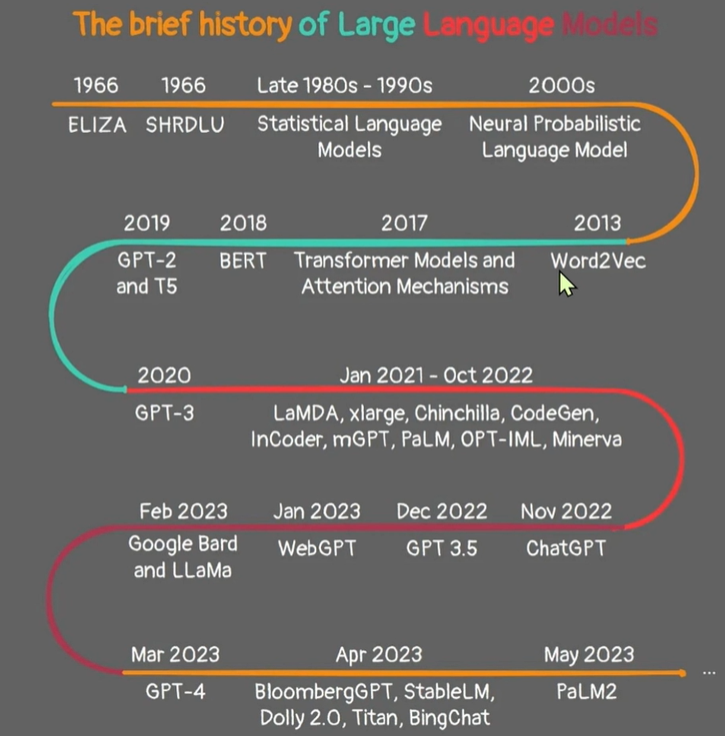 The brief history of Large Language Models
1966 1966 Late 1980s - 1990s 2000s
ELIZA SHRDLU Statistical Language Neural Probabilistic
Models Language Model
2019 2018 2017 2013
GPT-2 BERT Transformer Models and Word2Vec
and T5 Attention Mechanisms
2020 Jan 2021 - Oct 2022
GPT-3 LaMDA, xlarge, Chinchilla, CodeGen,
InCoder, mGPT, PaLM, OPT-IML, Minerva
Feb 2023 Jan 2023 Dec 2022 Nov 2022
Google Bard WebGPT GPT 3.5 ChatGPT
and LLaMa
Mar 2023 Apr 2023 May 2023
...
GPT-4 BloombergGPT, StableLM, PaLM2
Dolly 2.0, Titan, BingChat